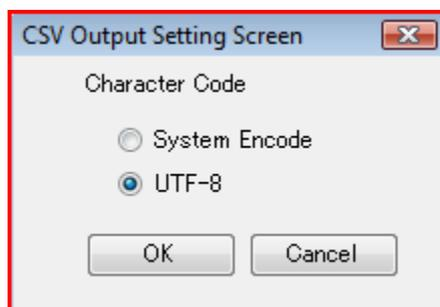 CSV Output Setting Screen
Character Code
System Encode
UTF-8
OK Cancel